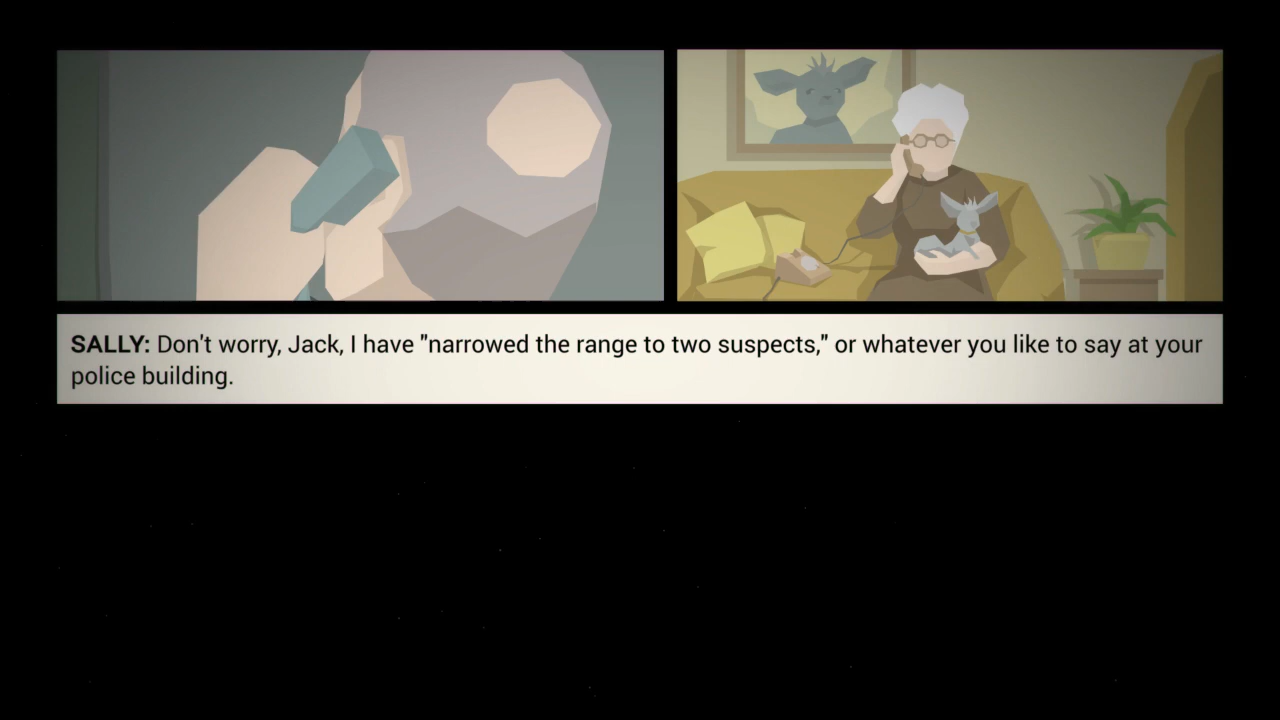 SALLY: Don't worry, Jack, I have "narrowed the range to two suspects," or whatever you like to say at your
police building.